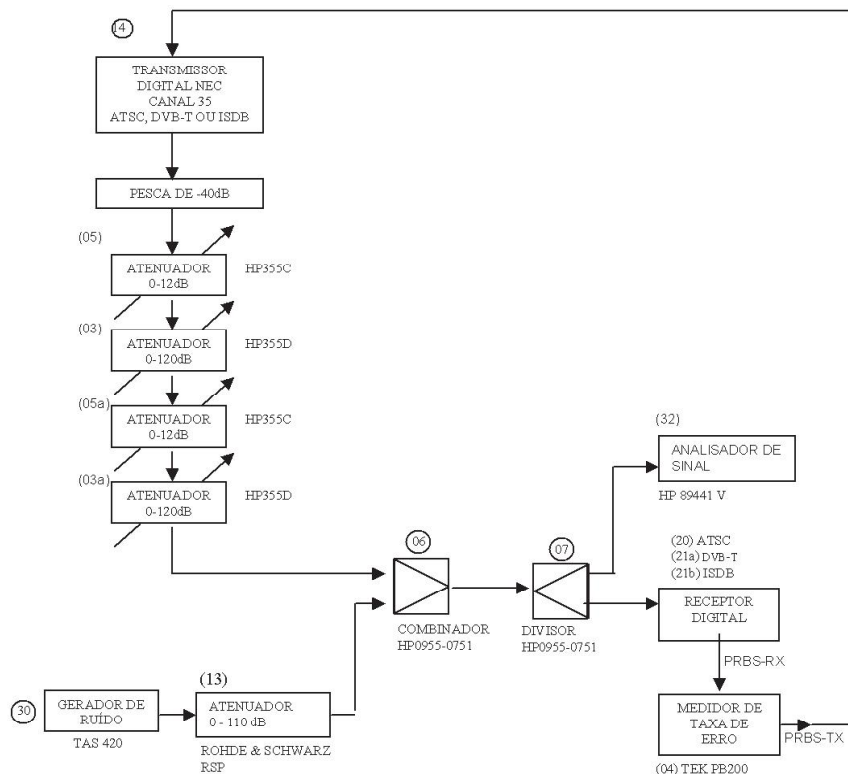 14
TRANSMISSOR
DIGITAL NEC
CANAL 35
ATSC, DVB-T OU ISDB
PESCA DE -40dB
(05)
ATENUADOR
0-12dB
HP355C
(03)
ATENUADOR
0-120dB
HP355D
(05a)
ATENUADOR
0-12dB
HP355C
(03a)
ATENUADOR
0-120dB
HP355D
06
COMBINADOR
HP0955-0751
07
DIVISOR
HP0955-0751
(32)
ANALISADOR DE
SINAL
HP 89441 V
(20) ATSC
(21a) DVB-T
(21b) ISDB
RECEPTOR
DIGITAL
PRBS-RX
30
GERADOR DE
RUÍDO
TAS 420
(13)
ATENUADOR
0 - 110 dB
ROHDE & SCHWARZ
RSP
MEDIDOR DE
TAXA DE
ERRO
PRBS-TX
(04) TEK PB200